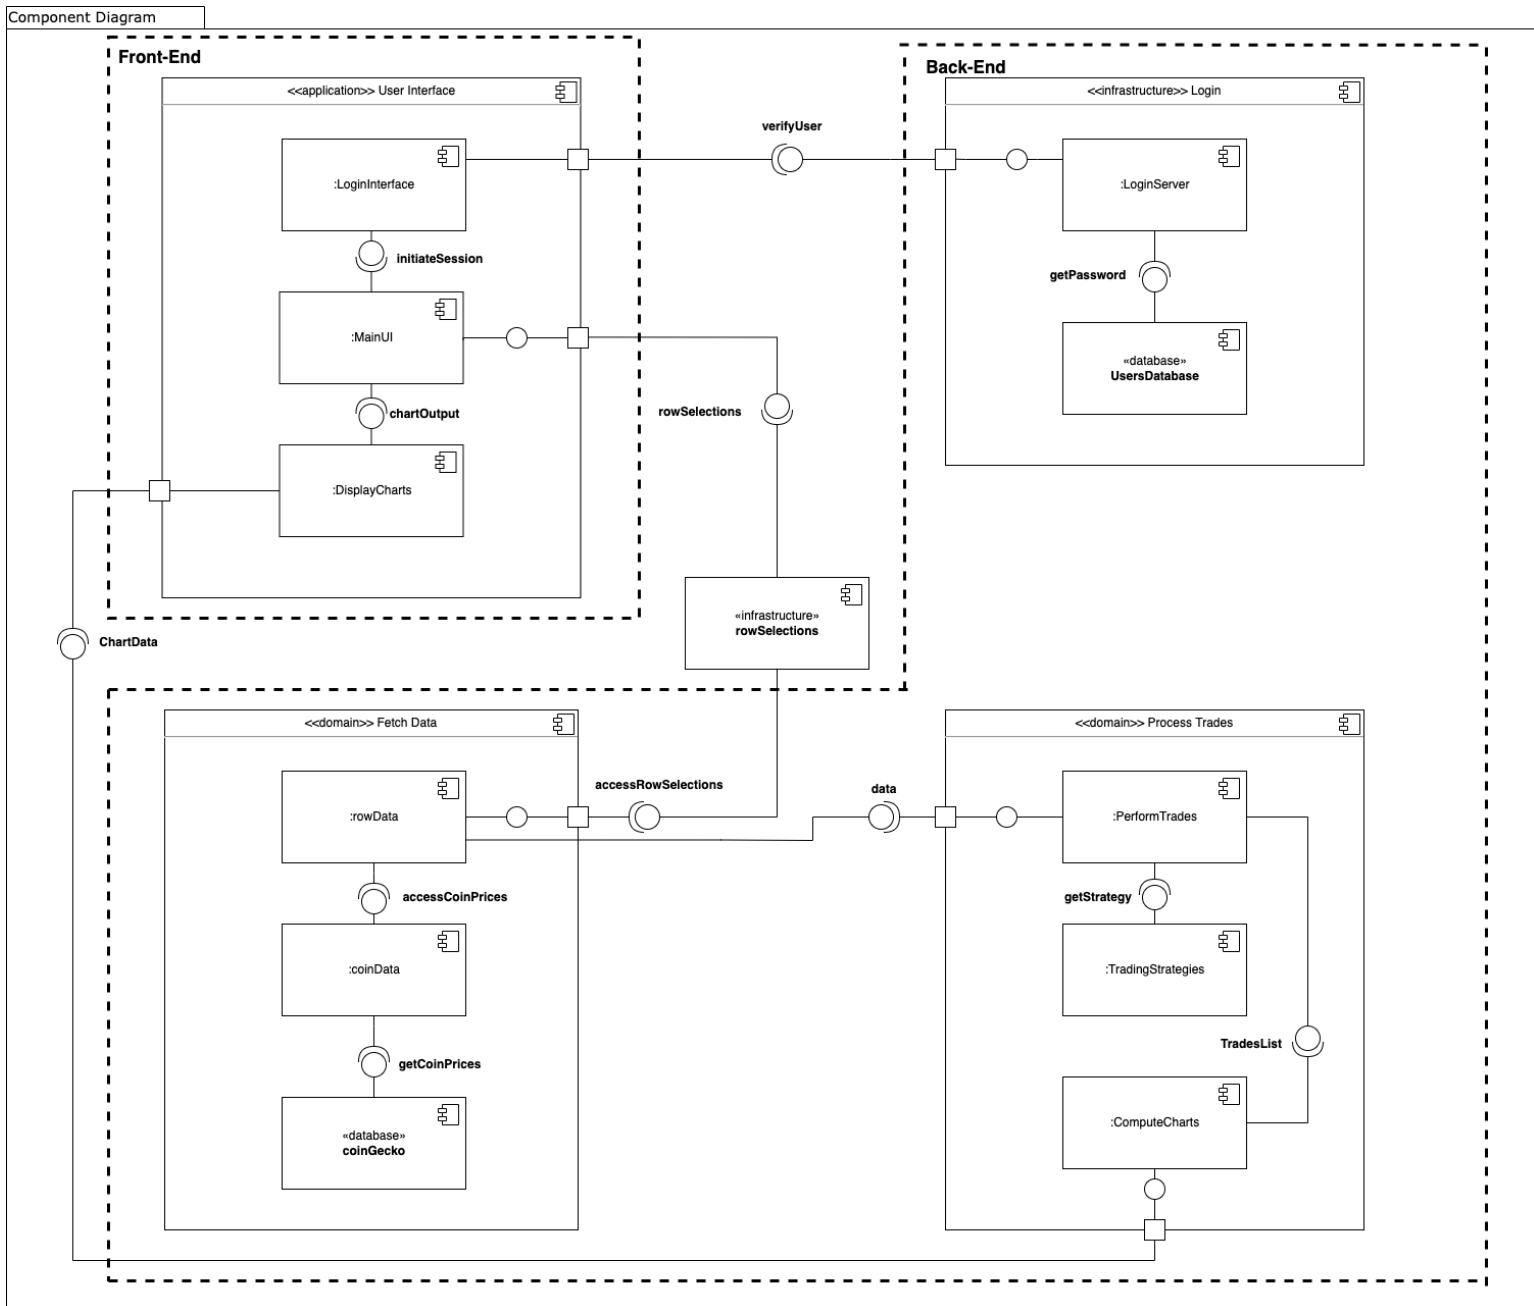 Component Diagram
Front-End
<<application>> User Interface
:LoginInterface
initiateSession
:MainUI
chartOutput
:DisplayCharts
verifyUser
rowSelections
Back-End
<<infrastructure>> Login
:LoginServer
getPassword
«database»
UsersDatabase
ChartData
«infrastructure»
rowSelections
<<domain>> Fetch Data
:rowData
accessRowSelections
accessCoinPrices
:coinData
getCoinPrices
«database»
coinGecko
data
<<domain>> Process Trades
:PerformTrades
getStrategy
:TradingStrategies
TradesList
:ComputeCharts